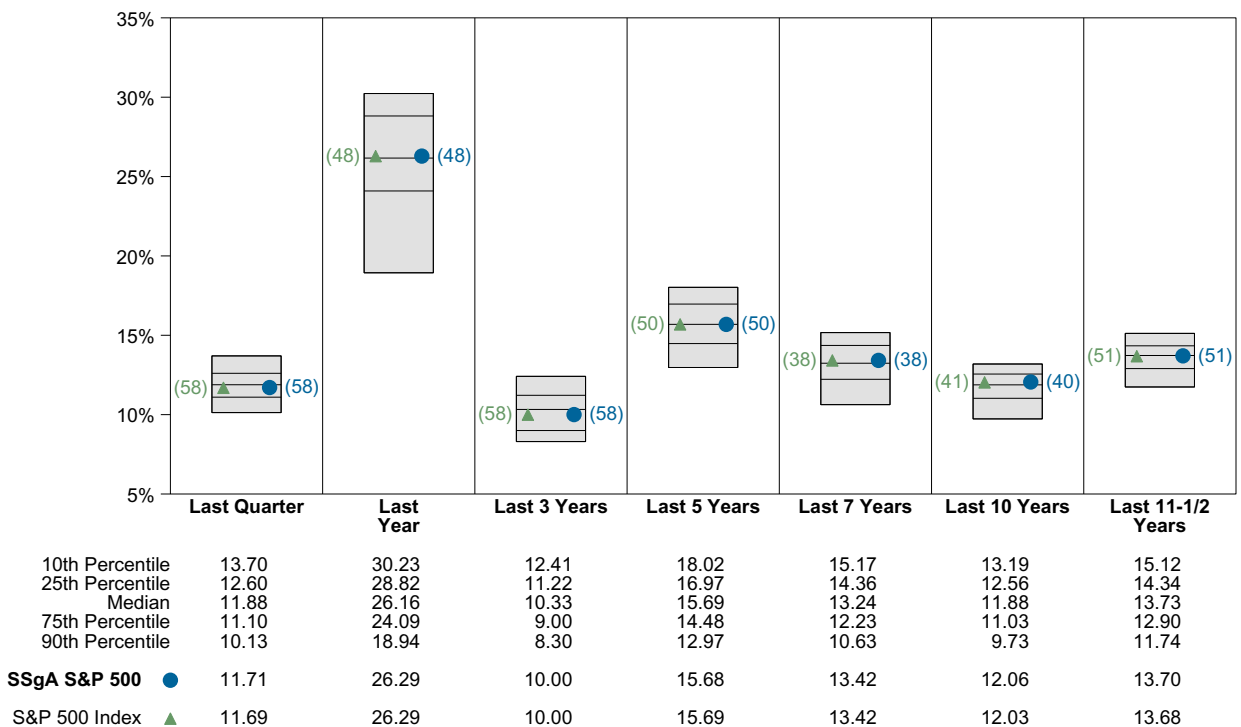 35%
30%
25%
20%
15%
10%
5%
(58) (58)
(48) (48)
(58) (58)
(50) (50)
(38) (38)
(41) (40)
(51) (51)
Last Quarter Last Year Last 3 Years Last 5 Years Last 7 Years Last 10 Years Last 11-1/2 Years
10th Percentile 13.70 30.23 12.41 18.02 15.17 13.19 15.12
25th Percentile 12.60 28.82 11.22 16.97 14.36 12.56 14.34
Median 11.88 26.16 10.33 15.69 13.24 11.88 13.73
75th Percentile 11.10 24.09 9.00 14.48 12.23 11.03 12.90
90th Percentile 10.13 18.94 8.30 12.97 10.63 9.73 11.74
SSgA S&P 500 11.71 26.29 10.00 15.68 13.42 12.06 13.70
S&P 500 Index 11.69 26.29 10.00 15.69 13.42 12.03 13.68